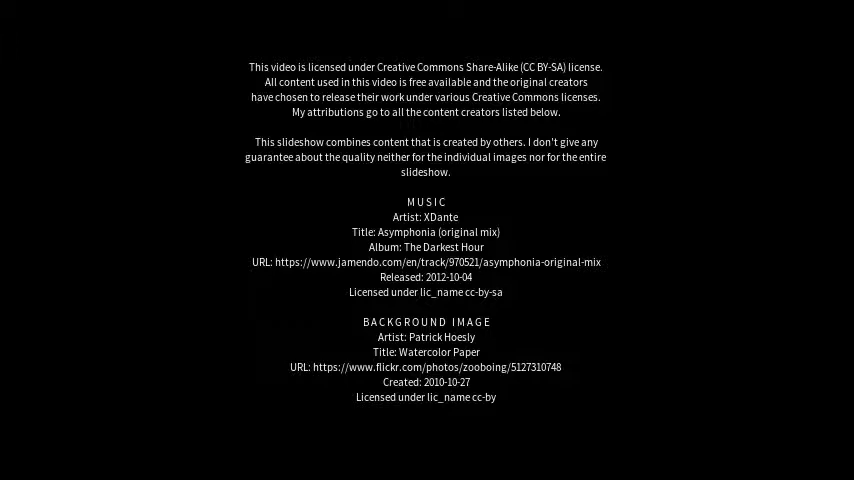 This video is licensed under Creative Commons Share-Alike (CC BY-SA) license.
All content used in this video is free available and the original creators
have chosen to release their work under various Creative Commons licenses.
My attributions go to all the content creators listed below.
This slideshow combines content that is created by others. I don't give any
guarantee about the quality neither for the individual images nor for the entire
slideshow.
MUSIC
Artist: XDante
Title: Asymphonia (original mix)
Album: The Darkest Hour
URL: https://www.jamendo.com/en/track/970521/asymphonia-original-mix
Released: 2012-10-04
Licensed under lic_name cc-by-sa
BACKGROUND IMAGE
Artist: Patrick Hoesly
Title: Watercolor Paper
URL: https://www.flickr.com/photos/zooboing/5127310748
Created: 2010-10-27
Licensed under lic_name cc-by